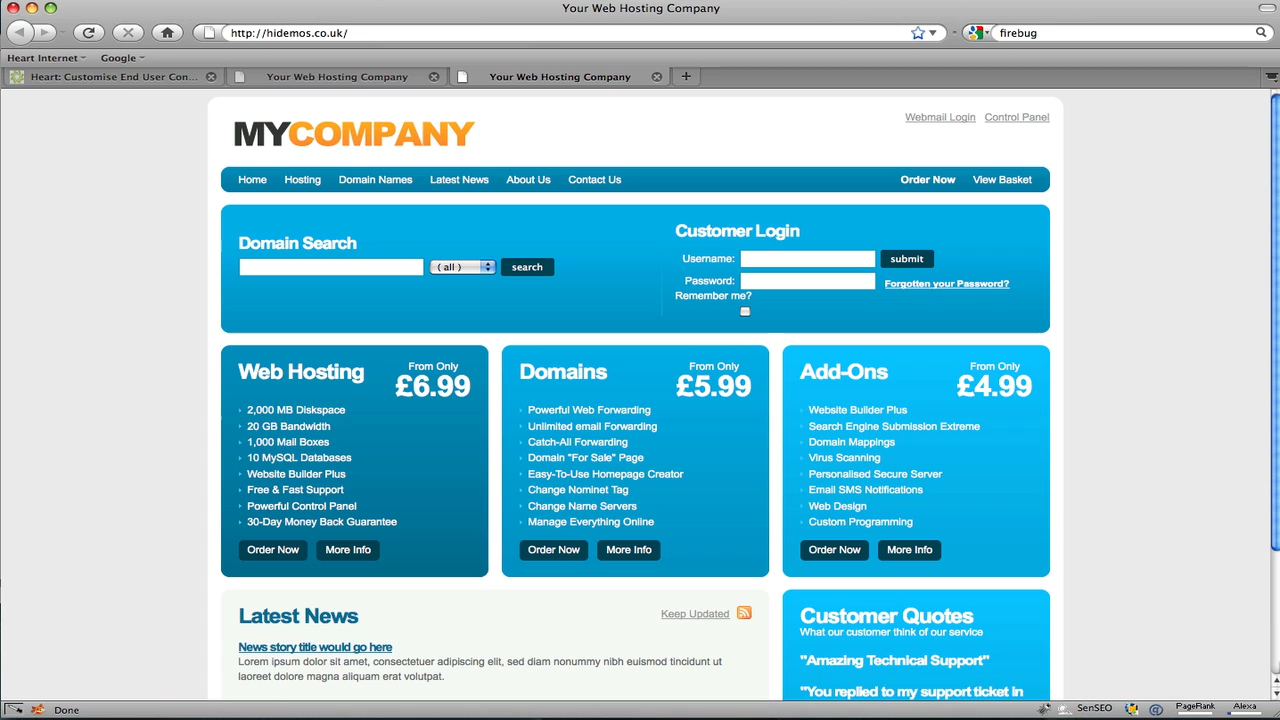 Your Web Hosting Company
http://hidemos.co.uk/
firebug
Heart Internet
Google
Heart: Customise End User Con...
Your Web Hosting Company
Your Web Hosting Company
MYCOMPANY
Webmail Login Control Panel
Home Hosting Domain Names Latest News About Us Contact Us Order Now View Basket
Domain Search
( all )
search
Customer Login
Username:
submit
Password:
Forgotten your Password?
Remember me?
Web Hosting
From Only
£6.99
2,000 MB Diskspace
20 GB Bandwidth
1,000 Mail Boxes
10 MySQL Databases
Website Builder Plus
Free & Fast Support
Powerful Control Panel
30-Day Money Back Guarantee
Order Now More Info
Domains
From Only
£5.99
Powerful Web Forwarding
Unlimited email Forwarding
Catch-All Forwarding
Domain "For Sale" Page
Easy-To-Use Homepage Creator
Change Nominet Tag
Change Name Servers
Manage Everything Online
Order Now More Info
Add-Ons
From Only
£4.99
Website Builder Plus
Search Engine Submission Extreme
Domain Mappings
Virus Scanning
Personalised Secure Server
Email SMS Notifications
Web Design
Custom Programming
Order Now More Info
Latest News
Keep Updated
News story title would go here
Lorem ipsum dolor sit amet, consectetuer adipiscing elit, sed diam nonummy nibh euismod tincidunt ut
laoreet dolore magna aliquam erat volutpat.
Customer Quotes
What our customer think of our service
"Amazing Technical Support"
"You replied to my support ticket in
Done
SenSEO
PageRank
Alexa